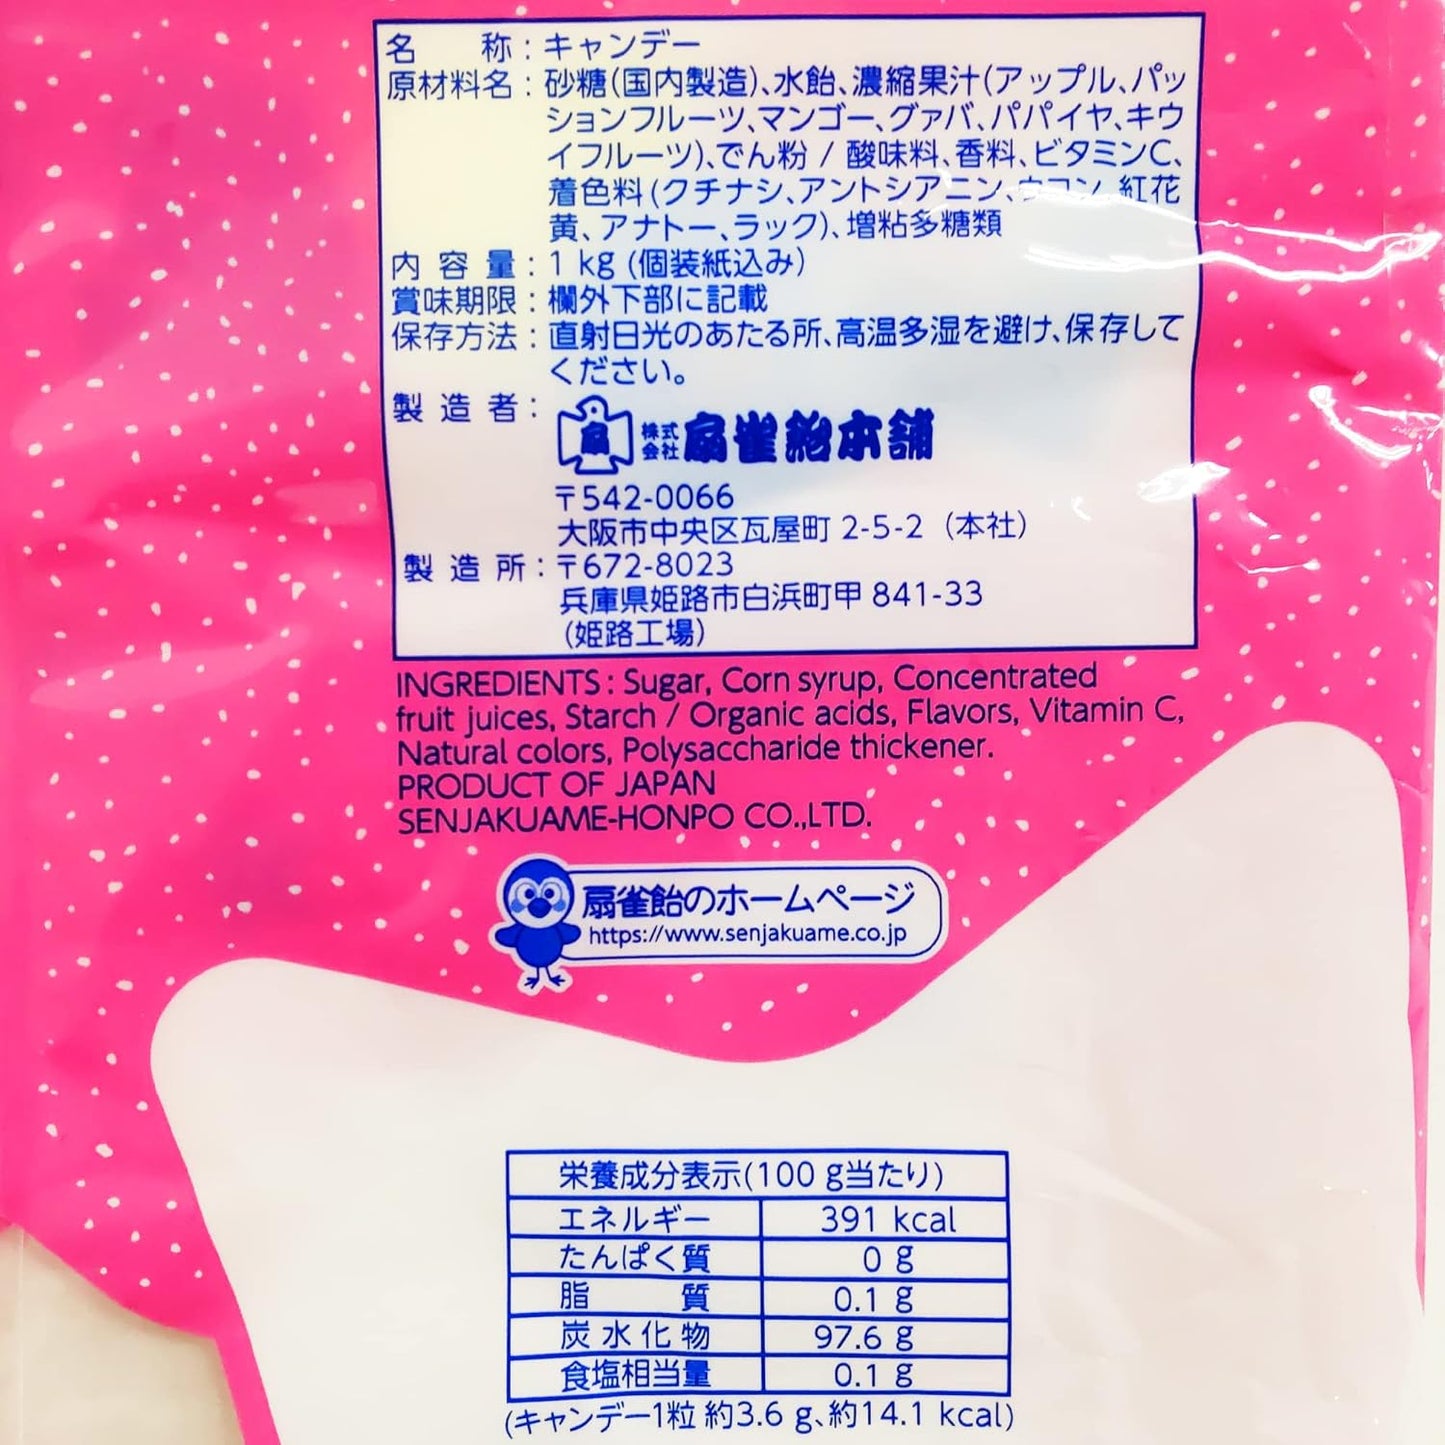 名 称：キャンデー
原材料名：砂糖(国内製造)、水飴、濃縮果汁(アップル、パッ
ションフルーツ、マンゴー、グァバ、パパイヤ、キウ
イフルーツ)、でん粉 / 酸味料、香料、ビタミンC、
着色料(クチナシ、アントシアニン、ウコン、紅花
黄、アナトー、ラック)、増粘多糖類
内容量：1 kg (個装紙込み)
賞味期限：欄外下部に記載
保存方法：直射日光のあたる所、高温多湿を避け、保存して
ください。
製造者：扇 株式会社 扇雀飴本舗
〒542-0066
大阪市中央区瓦屋町 2-5-2（本社）
製造所：〒672-8023
兵庫県姫路市白浜町甲 841-33
(姫路工場)
INGREDIENTS : Sugar, Corn syrup, Concentrated
fruit juices, Starch / Organic acids, Flavors, Vitamin C,
Natural colors, Polysaccharide thickener.
PRODUCT OF JAPAN
SENJAKUAME-HONPO CO.,LTD.
扇雀飴のホームページ
https://www.senjakuame.co.jp
栄養成分表示(100 g当たり)
エネルギー 391 kcal
たんぱく質 0 g
脂質 0.1 g
炭水化物 97.6 g
食塩相当量 0.1 g
(キャンデー1粒 約3.6 g、約14.1 kcal)